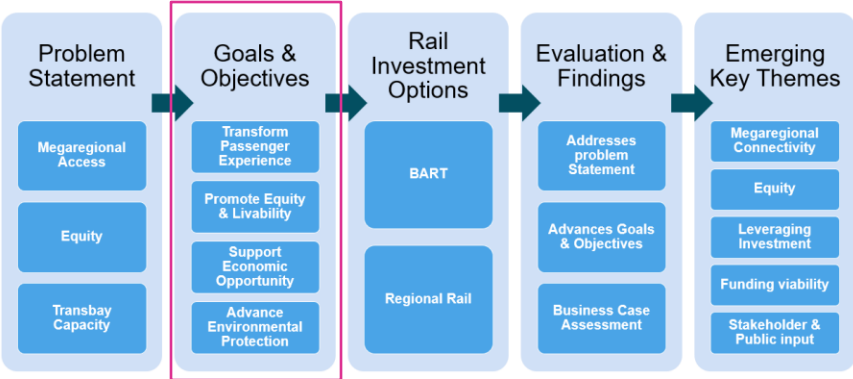 Problem
Statement
Megaregional
Access
Equity
Transbay
Capacity
Goals &
Objectives
Transform
Passenger
Experience
Promote Equity
& Livability
Support
Economic
Opportunity
Advance
Environmental
Protection
Rail
Investment
Options
BART
Regional Rail
Evaluation &
Findings
Addresses
problem
Statement
Advances Goals
& Objectives
Business Case
Assessment
Emerging
Key Themes
Megaregional
Connectivity
Equity
Leveraging
Investment
Funding viability
Stakeholder &
Public input